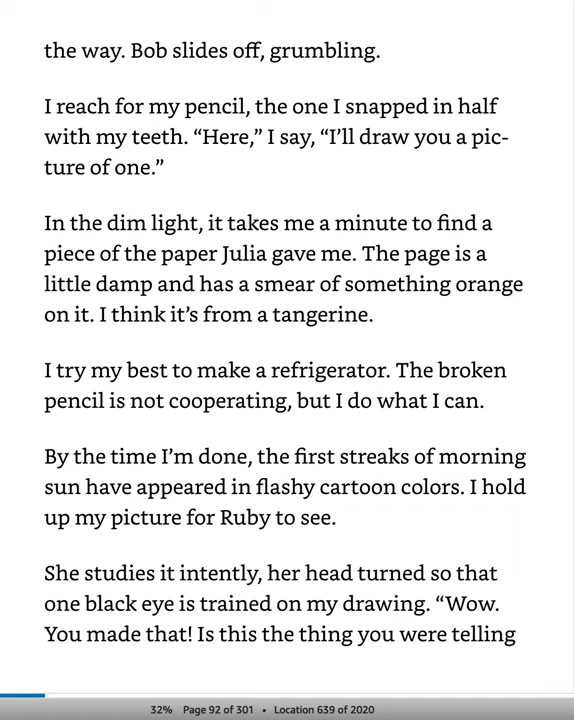 the way. Bob slides off, grumbling.
I reach for my pencil, the one I snapped in half
with my teeth. “Here,” I say, “I’ll draw you a pic-
ture of one.”
In the dim light, it takes me a minute to find a
piece of the paper Julia gave me. The page is a
little damp and has a smear of something orange
on it. I think it’s from a tangerine.
I try my best to make a refrigerator. The broken
pencil is not cooperating, but I do what I can.
By the time I’m done, the first streaks of morning
sun have appeared in flashy cartoon colors. I hold
up my picture for Ruby to see.
She studies it intently, her head turned so that
one black eye is trained on my drawing. “Wow.
You made that! Is this the thing you were telling
32% Page 92 of 301 • Location 639 of 2020